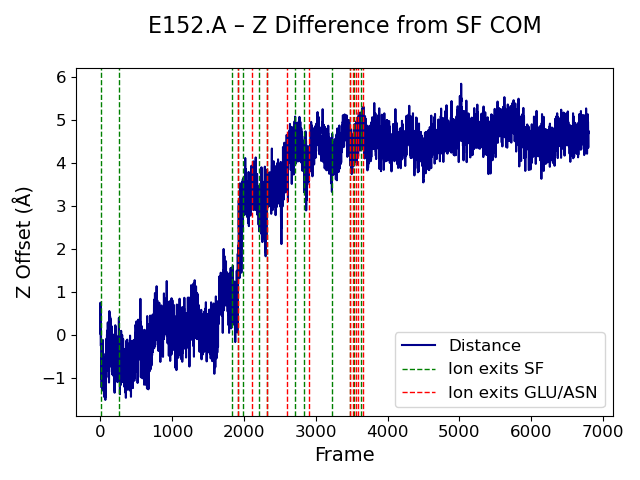 E152.A – Z Difference from SF COM
6
5
4
3
2
1
0
−1
Z Offset (Å)
Distance
Ion exits SF
Ion exits GLU/ASN
0 1000 2000 3000 4000 5000 6000 7000
Frame